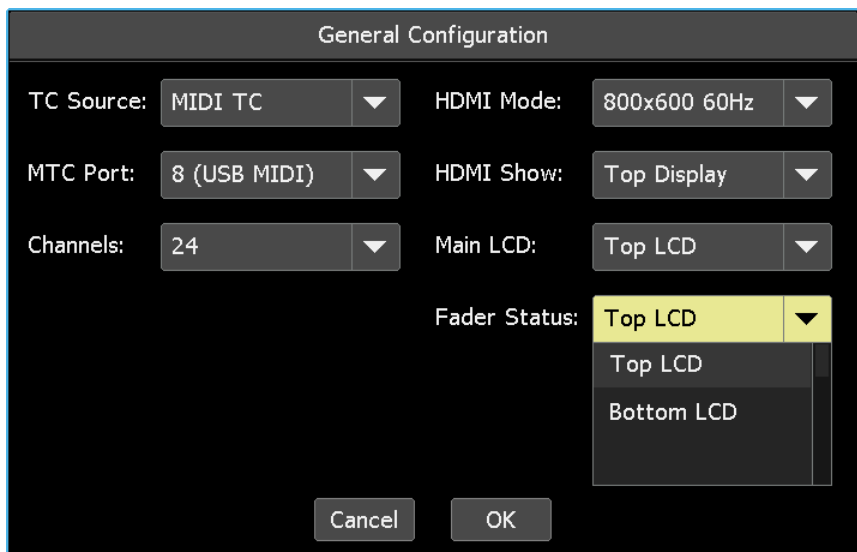 General Configuration
TC Source: MIDI TC
HDMI Mode: 800x600 60Hz
MTC Port: 8 (USB MIDI)
HDMI Show: Top Display
Channels: 24
Main LCD: Top LCD
Fader Status: Top LCD
Top LCD
Bottom LCD
Cancel OK